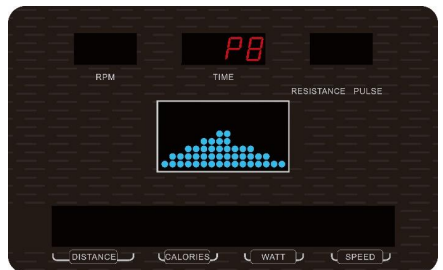 P8
RPM TIME
RESISTANCE PULSE
DISTANCE CALORIES WATT SPEED